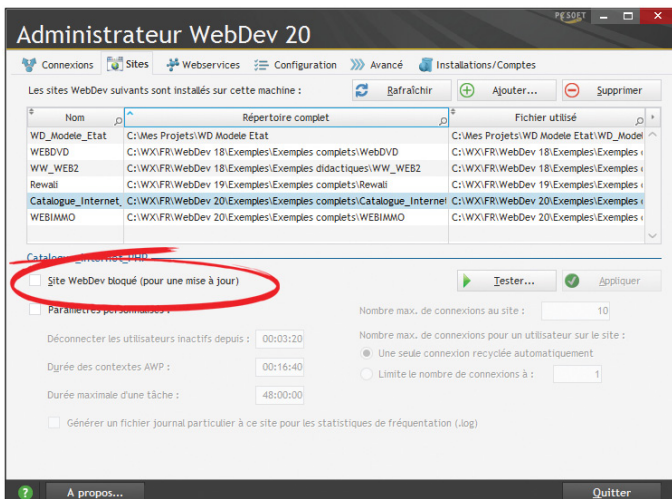 PCSOFT
Administrateur WebDev 20
Connexions Sites Webservices Configuration Avancé Installations/Comptes
Les sites WebDev suivants sont installés sur cette machine : Rafraîchir Ajouter... Supprimer
Nom Répertoire complet Fichier utilisé
WD_Modele_Etat C:\Mes Projets\WD Modele Etat C:\Mes Projets\WD Modele Etat\WD_Model
WEBDVD C:\WX\FR\WebDev 18\Exemples\Exemples complets\WebDVD C:\WX\FR\WebDev 18\Exemples\Exemples
WW_WEB2 C:\WX\FR\WebDev 18\Exemples\Exemples didactiques\WW_WEB2 C:\WX\FR\WebDev 18\Exemples\Exemples
Rewali C:\WX\FR\WebDev 19\Exemples\Exemples complets\Rewali C:\WX\FR\WebDev 19\Exemples\Exemples
Catalogue_Internet_ C:\WX\FR\WebDev 20\Exemples\Exemples complets\Catalogue_Internet C:\WX\FR\WebDev 20\Exemples\Exemples
WEBIMMO C:\WX\FR\WebDev 20\Exemples\Exemples complets\WEBIMMO C:\WX\FR\WebDev 20\Exemples\Exemples
Catalogue_Internet_PHP
Site WebDev bloqué (pour une mise à jour) Tester... Appliquer
Paramètres personnalisés : Nombre max. de connexions au site : 10
Déconnecter les utilisateurs inactifs depuis : 00:03:20 Nombre max. de connexions pour un utilisateur sur le site :
Une seule connexion recyclée automatiquement
Durée des contextes AWP : 00:16:40 Limite le nombre de connexions à : 1
Durée maximale d'une tâche : 48:00:00
Générer un fichier journal particulier à ce site pour les statistiques de fréquentation (.log)
? A propos... Quitter